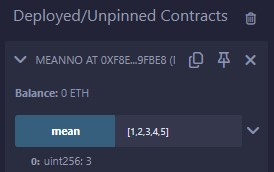 Deployed/Unpinned Contracts
MEANNO AT 0XF8E...9FBE8 (
Balance: 0 ETH
mean [1,2,3,4,5]
0: uint256: 3